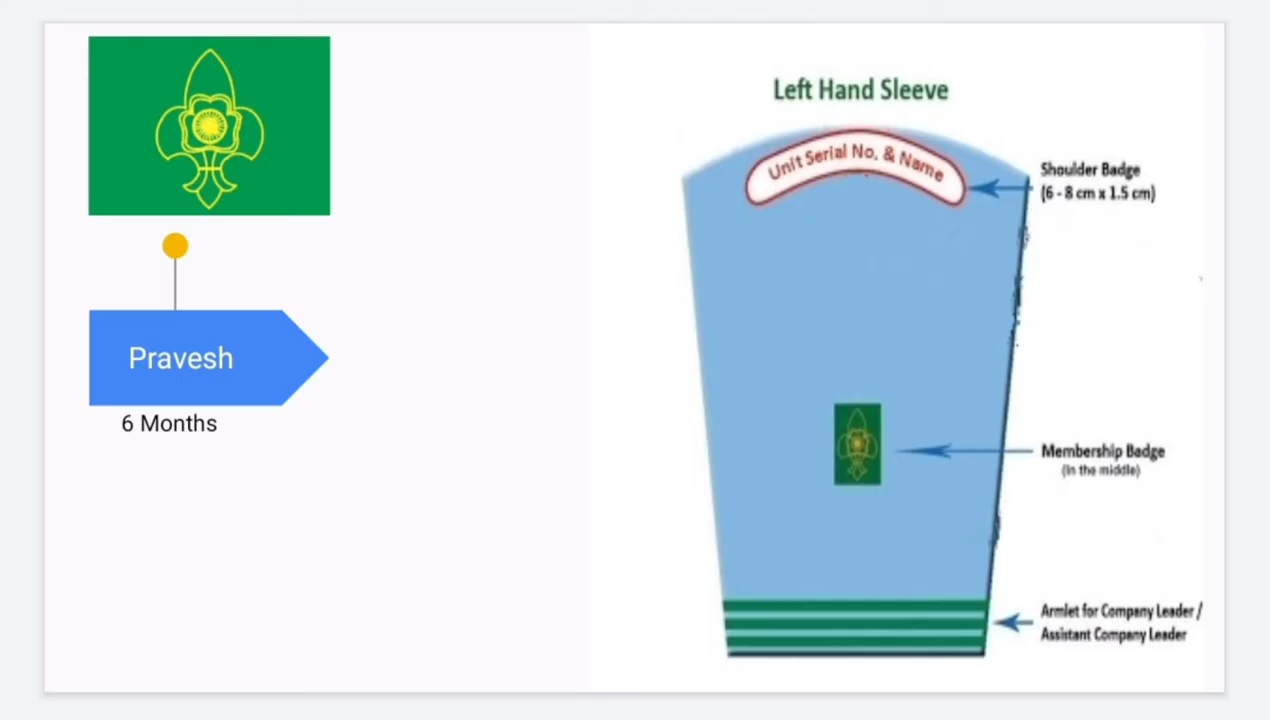 Pravesh
6 Months
Left Hand Sleeve
Unit Serial No. & Name
Shoulder Badge
(6 - 8 cm x 1.5 cm)
Membership Badge
(In the middle)
Armlet for Company Leader /
Assistant Company Leader